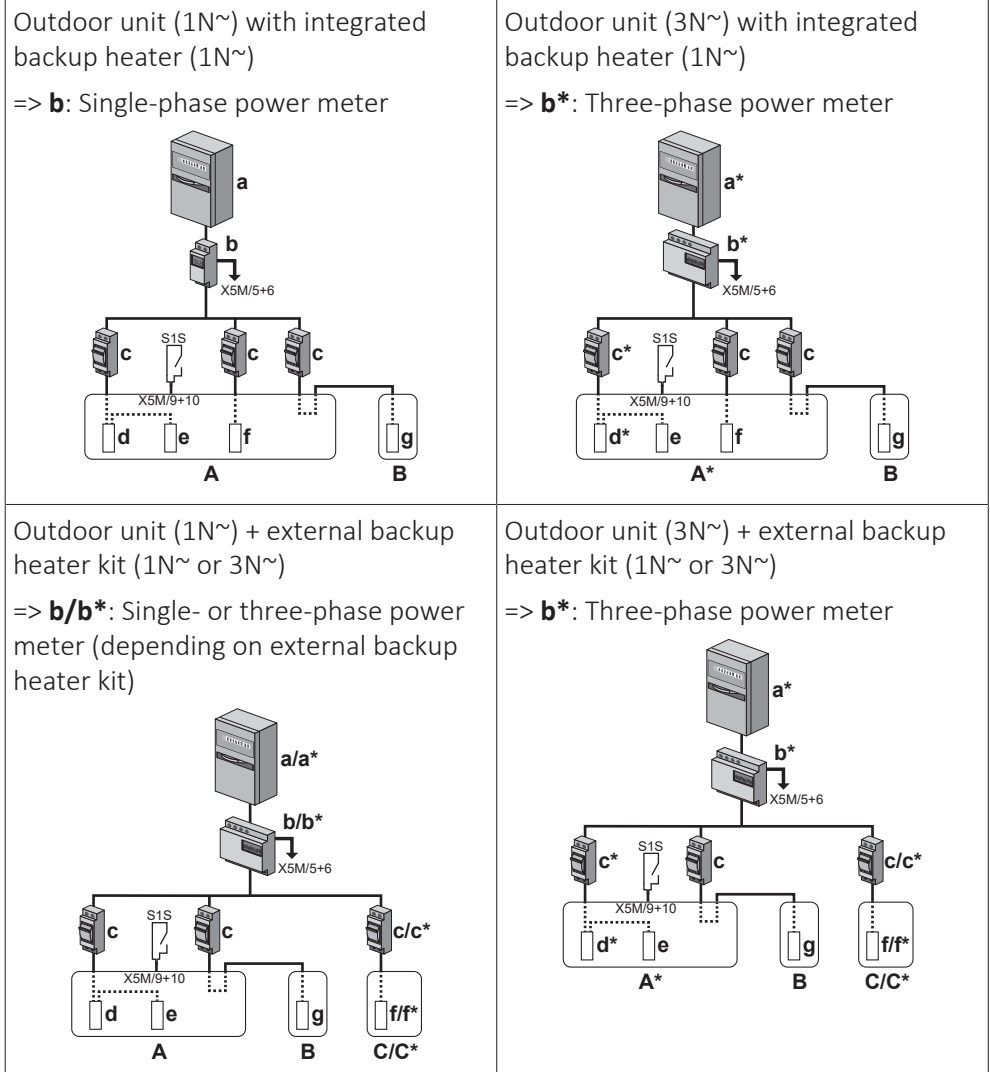 Outdoor unit (1N~) with integrated
backup heater (1N~)
=> b: Single-phase power meter
a
b
X5M/5+6
c
S1S
c
c
X5M/9+10
d
e
f
g
A
B
Outdoor unit (3N~) with integrated
backup heater (1N~)
=> b*: Three-phase power meter
a*
b*
X5M/5+6
c*
S1S
c
c
X5M/9+10
d*
e
f
g
A*
B
Outdoor unit (1N~) + external backup
heater kit (1N~ or 3N~)
=> b/b*: Single- or three-phase power
meter (depending on external backup
heater kit)
a/a*
b/b*
X5M/5+6
c
S1S
c
c/c*
X5M/9+10
d
e
g
f/f*
A
B
C/C*
Outdoor unit (3N~) + external backup
heater kit (1N~ or 3N~)
=> b*: Three-phase power meter
a*
b*
X5M/5+6
c*
S1S
c
c/c*
X5M/9+10
d*
e
g
f/f*
A*
B
C/C*